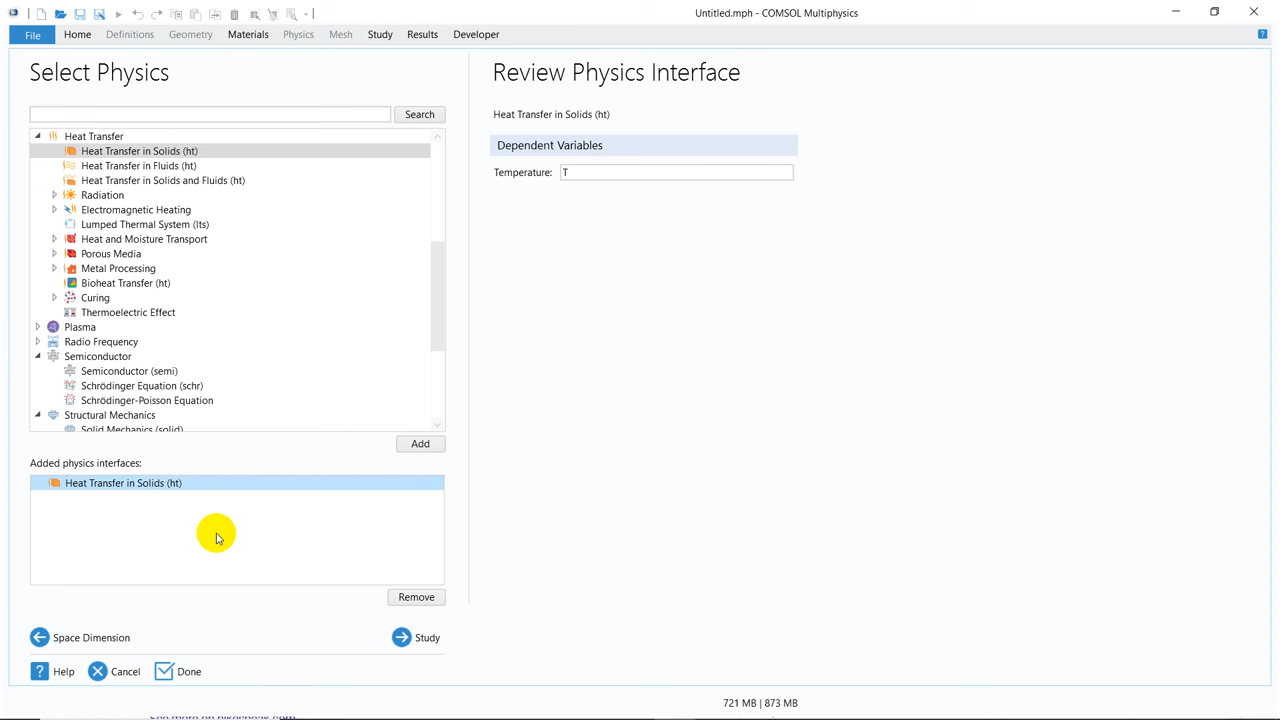 Untitled.mph - COMSOL Multiphysics
File Home Definitions Geometry Materials Physics Mesh Study Results Developer
Select Physics
Search
Heat Transfer
Heat Transfer in Solids (ht)
Heat Transfer in Fluids (ht)
Heat Transfer in Solids and Fluids (ht)
Radiation
Electromagnetic Heating
Lumped Thermal System (lts)
Heat and Moisture Transport
Porous Media
Metal Processing
Bioheat Transfer (ht)
Curing
Thermoelectric Effect
Plasma
Radio Frequency
Semiconductor
Semiconductor (semi)
Schrödinger Equation (schr)
Schrödinger-Poisson Equation
Structural Mechanics
Solid Mechanics (solid)
Add
Added physics interfaces:
Heat Transfer in Solids (ht)
Remove
Space Dimension
Study
? Help
Cancel
Done
Review Physics Interface
Heat Transfer in Solids (ht)
Dependent Variables
Temperature: T
721 MB | 873 MB